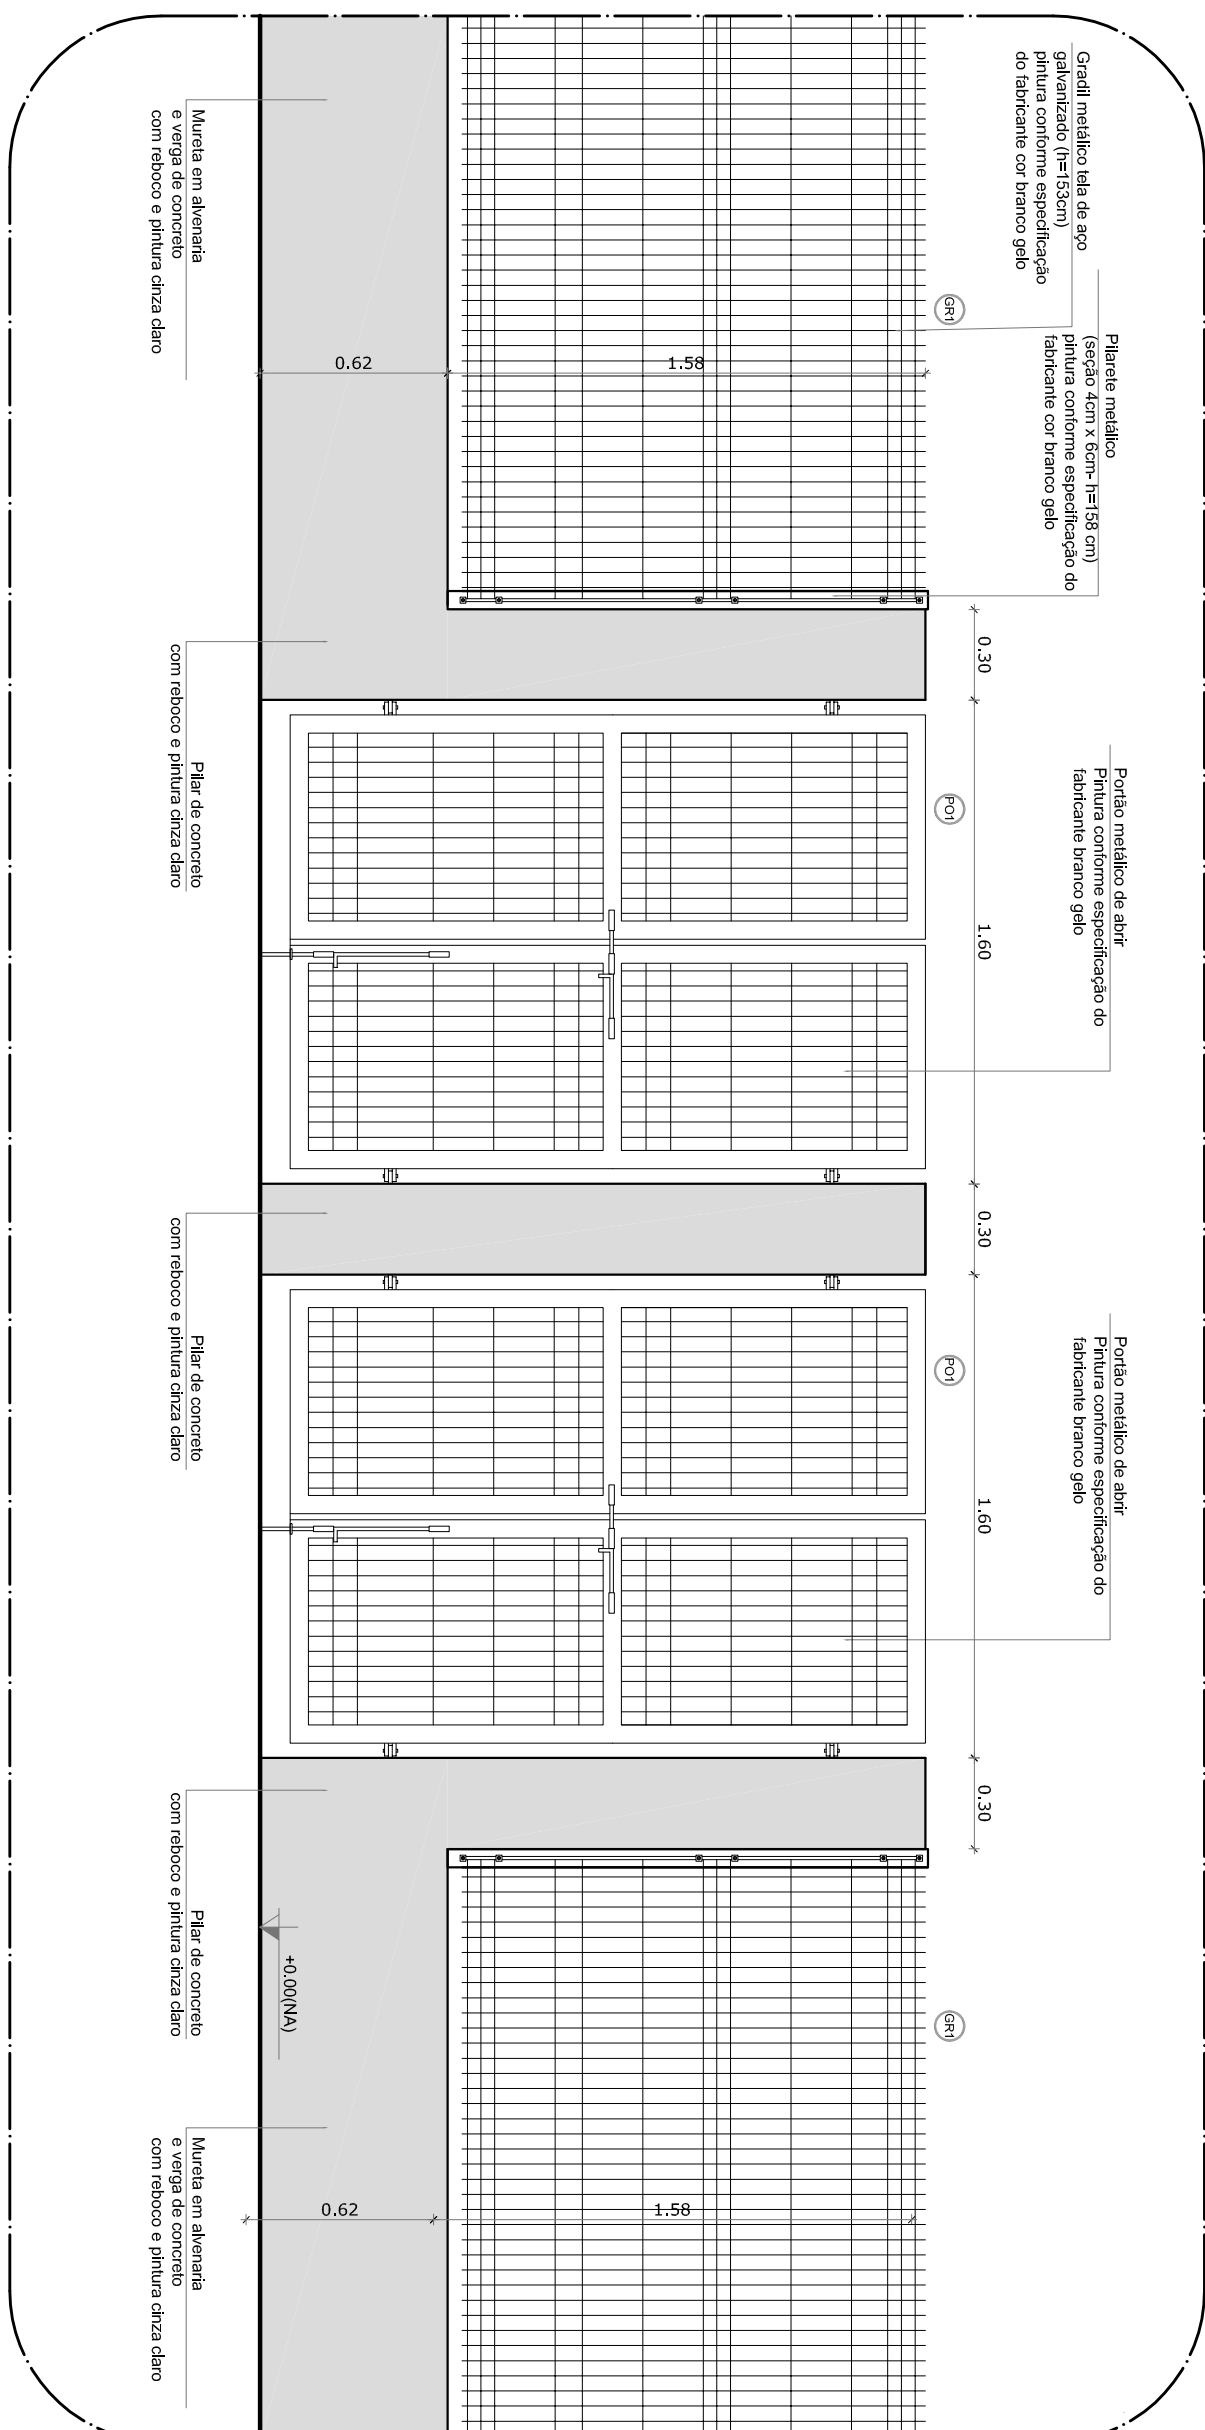 Gradil metálico tela de aço
galvanizado (h=153cm)
pintura conforme especificação
do fabricante cor branco gelo
Pilarete metálico
(seção 4cm x 6cm- h=158 cm)
pintura conforme especificação do
fabricante cor branco gelo
Portão metálico de abrir
Pintura conforme especificação do
fabricante branco gelo
Portão metálico de abrir
Pintura conforme especificação do
fabricante branco gelo
0.30
1.60
0.30
1.60
0.30
GR1
PO1
PO1
GR1
1.58
0.62
1.58
0.62
+0.00(NA)
Mureta em alvenaria
e verga de concreto
com reboco e pintura cinza claro
Pilar de concreto
com reboco e pintura cinza claro
Pilar de concreto
com reboco e pintura cinza claro
Pilar de concreto
com reboco e pintura cinza claro
Mureta em alvenaria
e verga de concreto
com reboco e pintura cinza claro